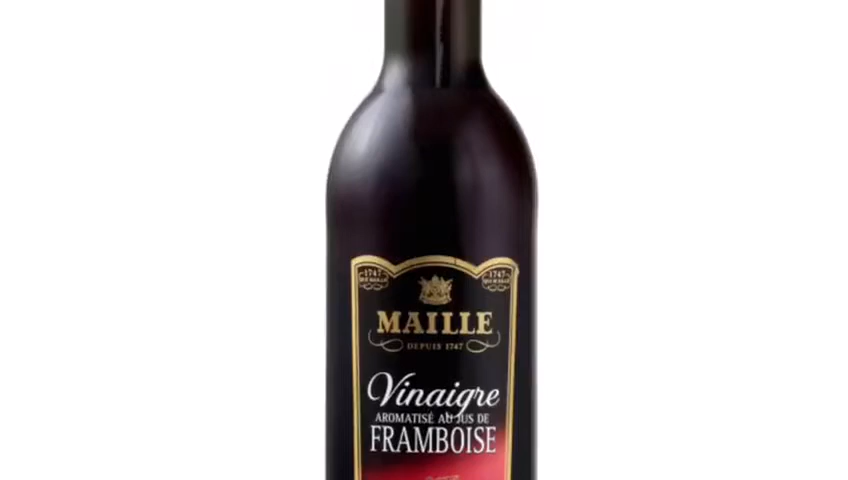 1747 1747
MAILLE
DEPUIS 1747
Vinaigre
AROMATISÉ AU JUS DE
FRAMBOISE